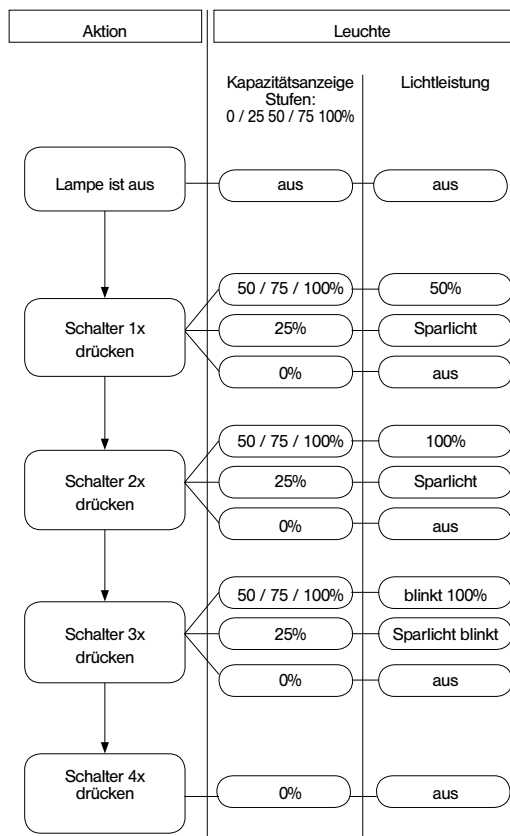 Aktion
Leuchte
Kapazitätsanzeige
Stufen:
0 / 25 50 / 75 100%
Lichtleistung
Lampe ist aus
aus
aus
Schalter 1x
drücken
50 / 75 / 100%
50%
25%
Sparlicht
0%
aus
Schalter 2x
drücken
50 / 75 / 100%
100%
25%
Sparlicht
0%
aus
Schalter 3x
drücken
50 / 75 / 100%
blinkt 100%
25%
Sparlicht blinkt
0%
aus
Schalter 4x
drücken
0%
aus